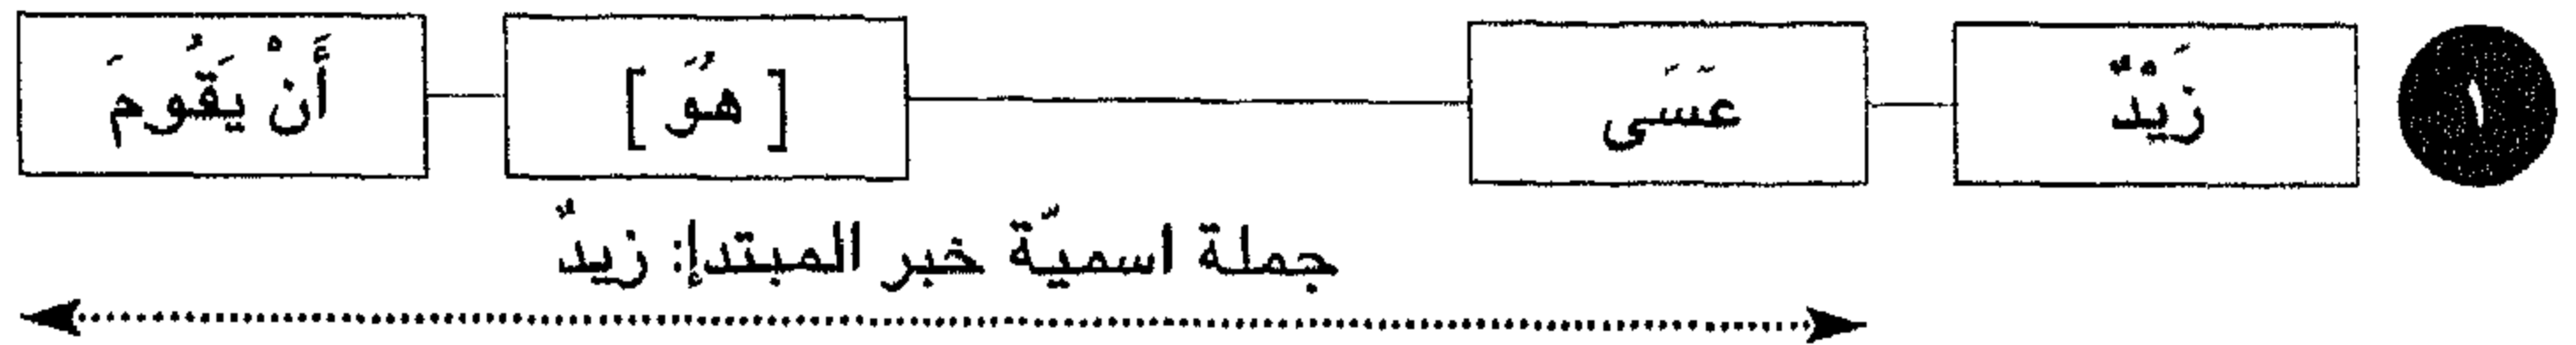 ١ زَيْدٌ عَسَى [ هُوَ ] أَنْ يَقُومَ
جملة اسميّة خبر المبتدإ: زيدٌ